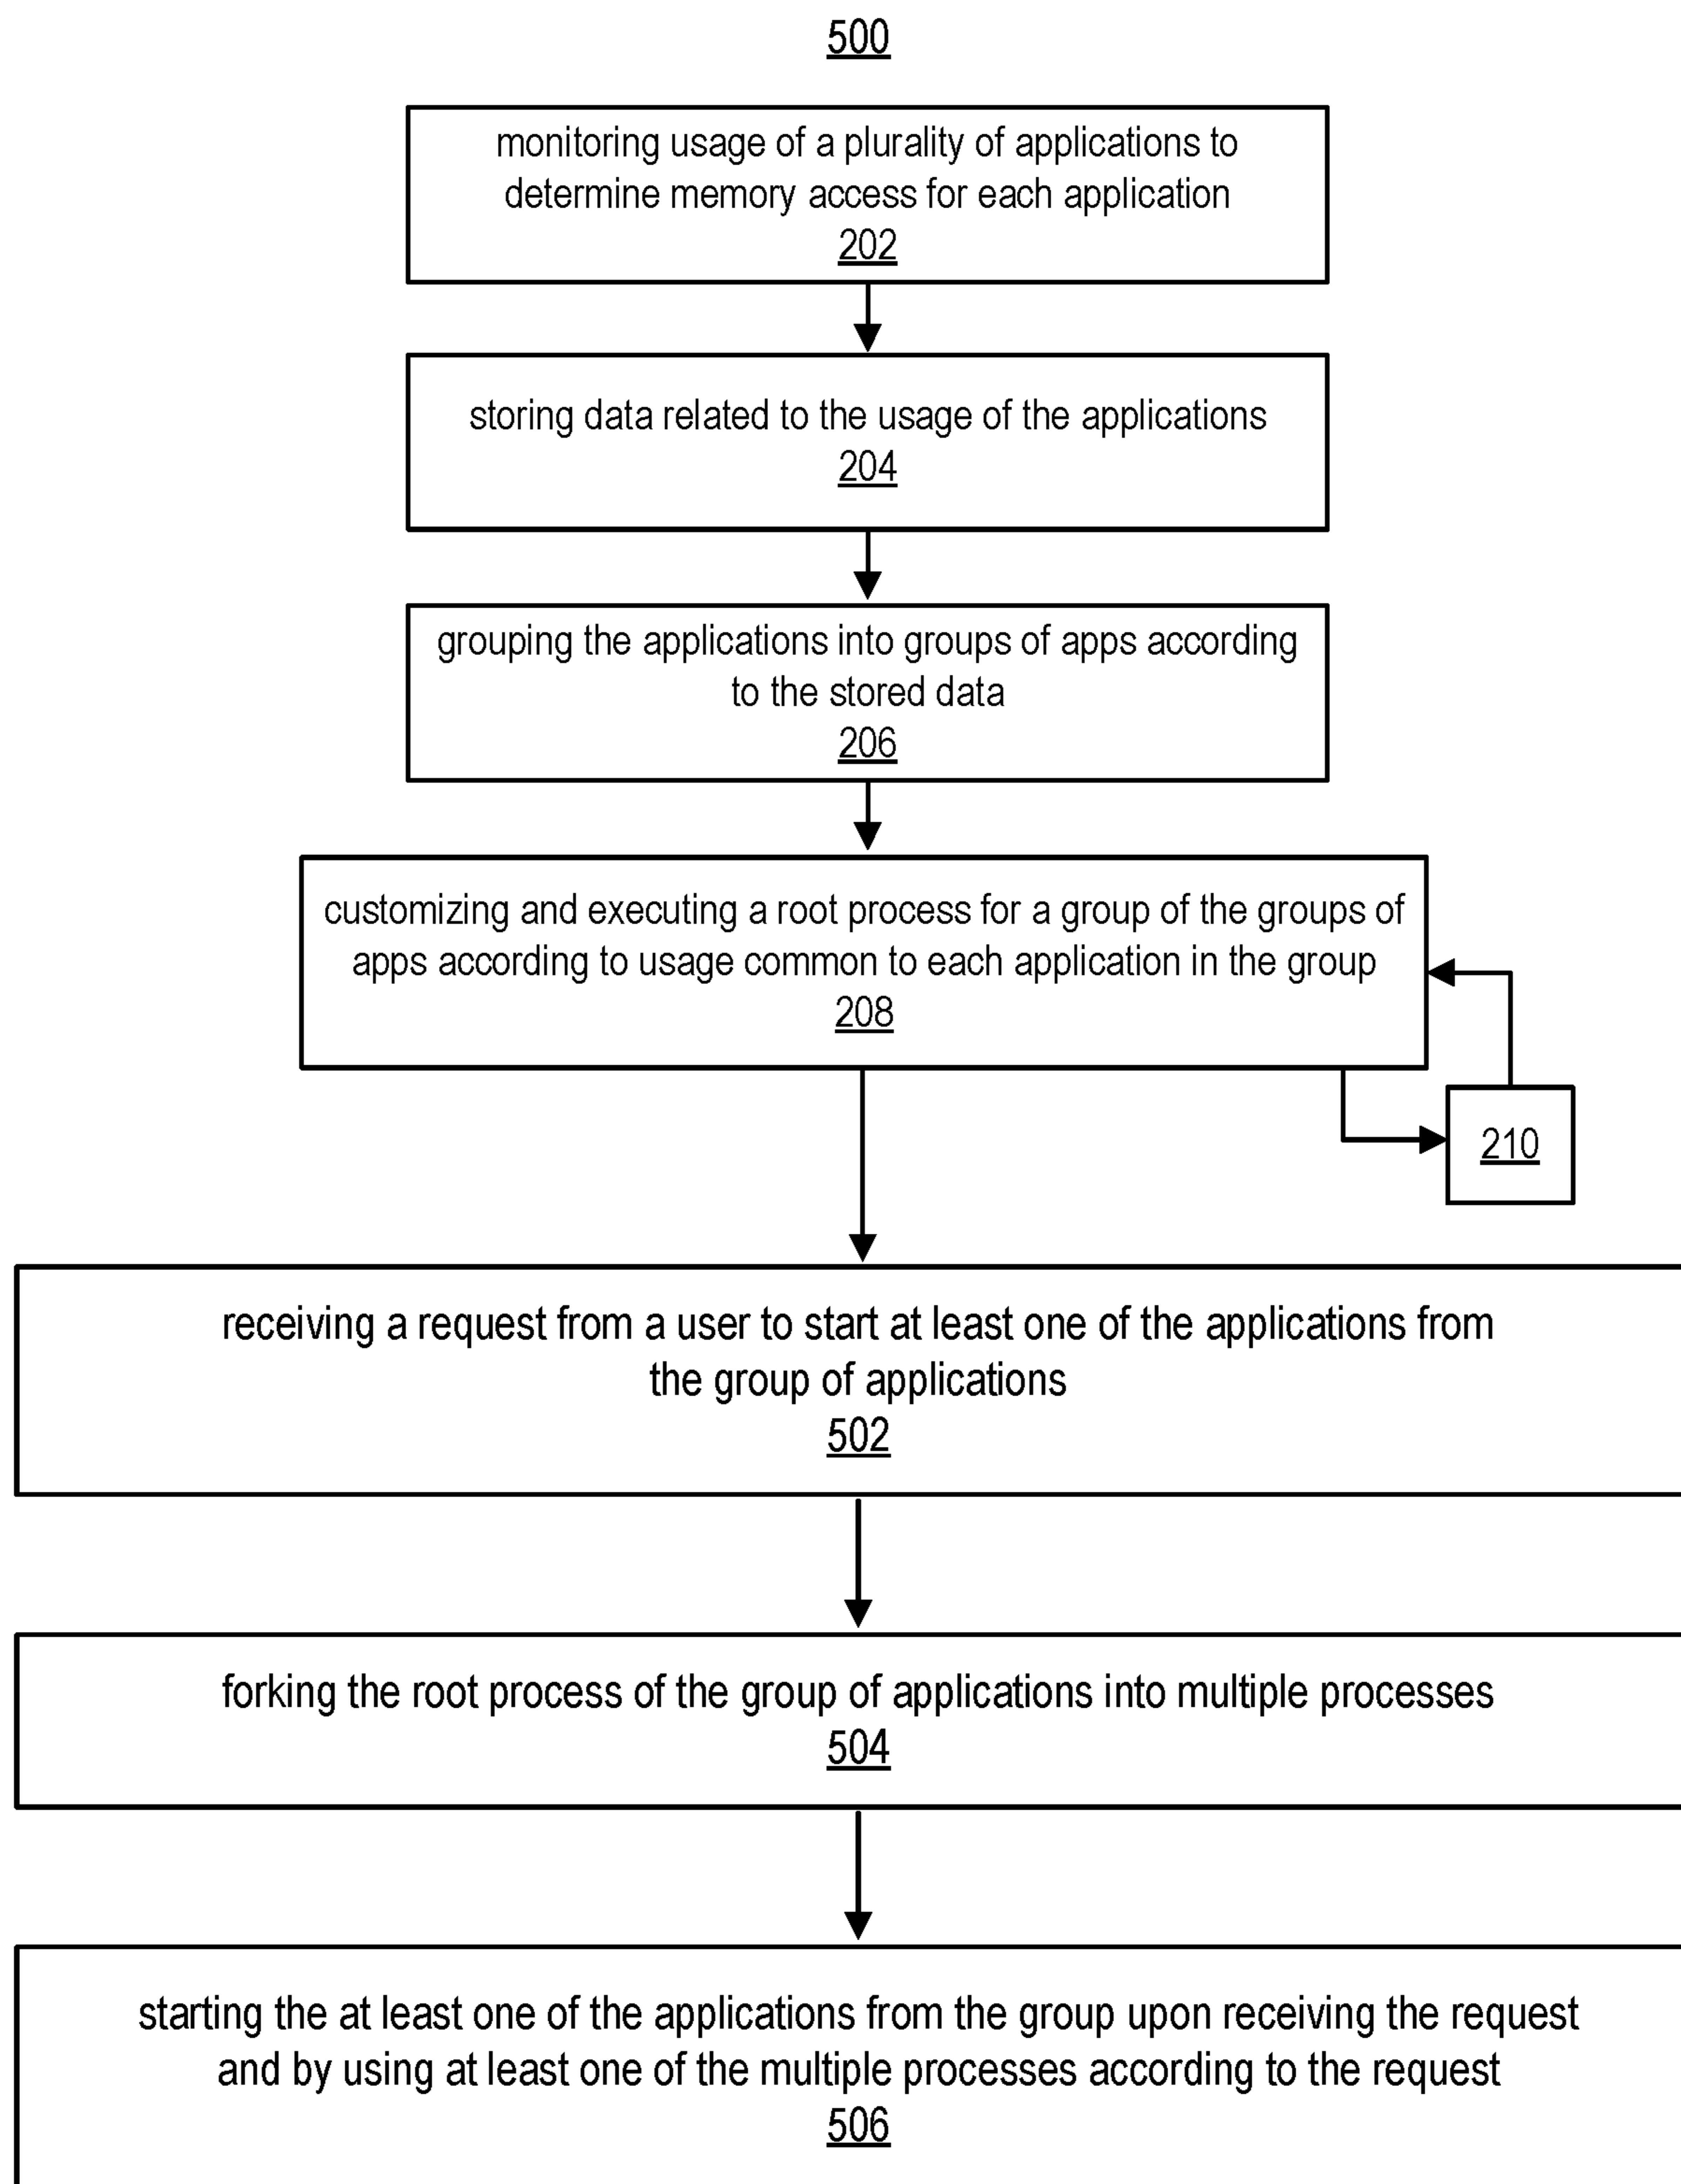 500
monitoring usage of a plurality of applications to
determine memory access for each application
202
storing data related to the usage of the applications
204
grouping the applications into groups of apps according
to the stored data
206
customizing and executing a root process for a group of the groups of
apps according to usage common to each application in the group
208
210
receiving a request from a user to start at least one of the applications from
the group of applications
502
forking the root process of the group of applications into multiple processes
504
starting the at least one of the applications from the group upon receiving the request
and by using at least one of the multiple processes according to the request
506